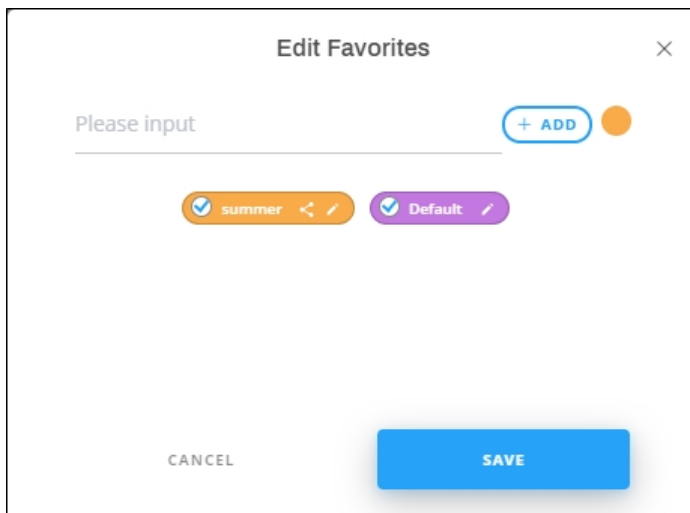 Edit Favorites
Please input
+ ADD
summer
Default
CANCEL
SAVE